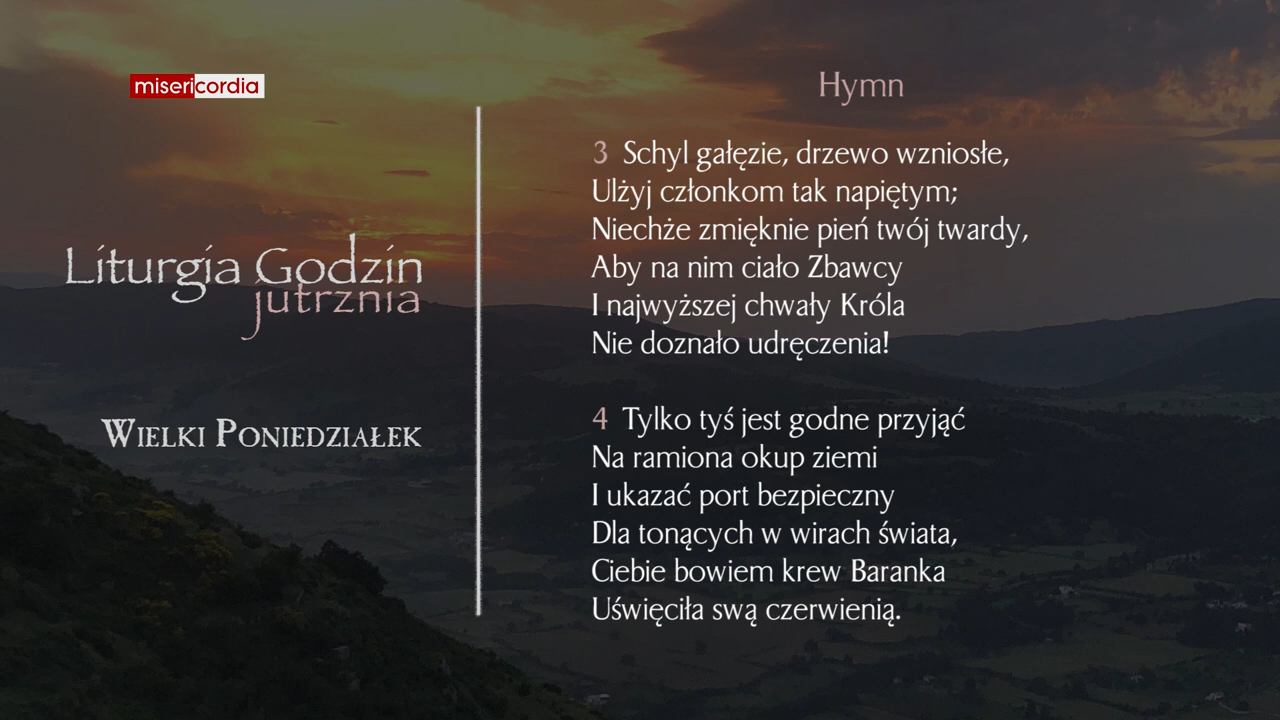 misericordia
Liturgia Godzin
jutrznia
Wielki Poniedziałek
Hymn
3 Schyl gałęzie, drzewo wzniosłe,
Ulżyj członkom tak napiętym;
Niechże zmięknie pień twój twardy,
Aby na nim ciało Zbawcy
I najwyższej chwały Króla
Nie doznało udręczenia!
4 Tylko tyś jest godne przyjąć
Na ramiona okup ziemi
I ukazać port bezpieczny
Dla tonących w wirach świata,
Ciebie bowiem krew Baranka
Uświęciła swą czerwienią.